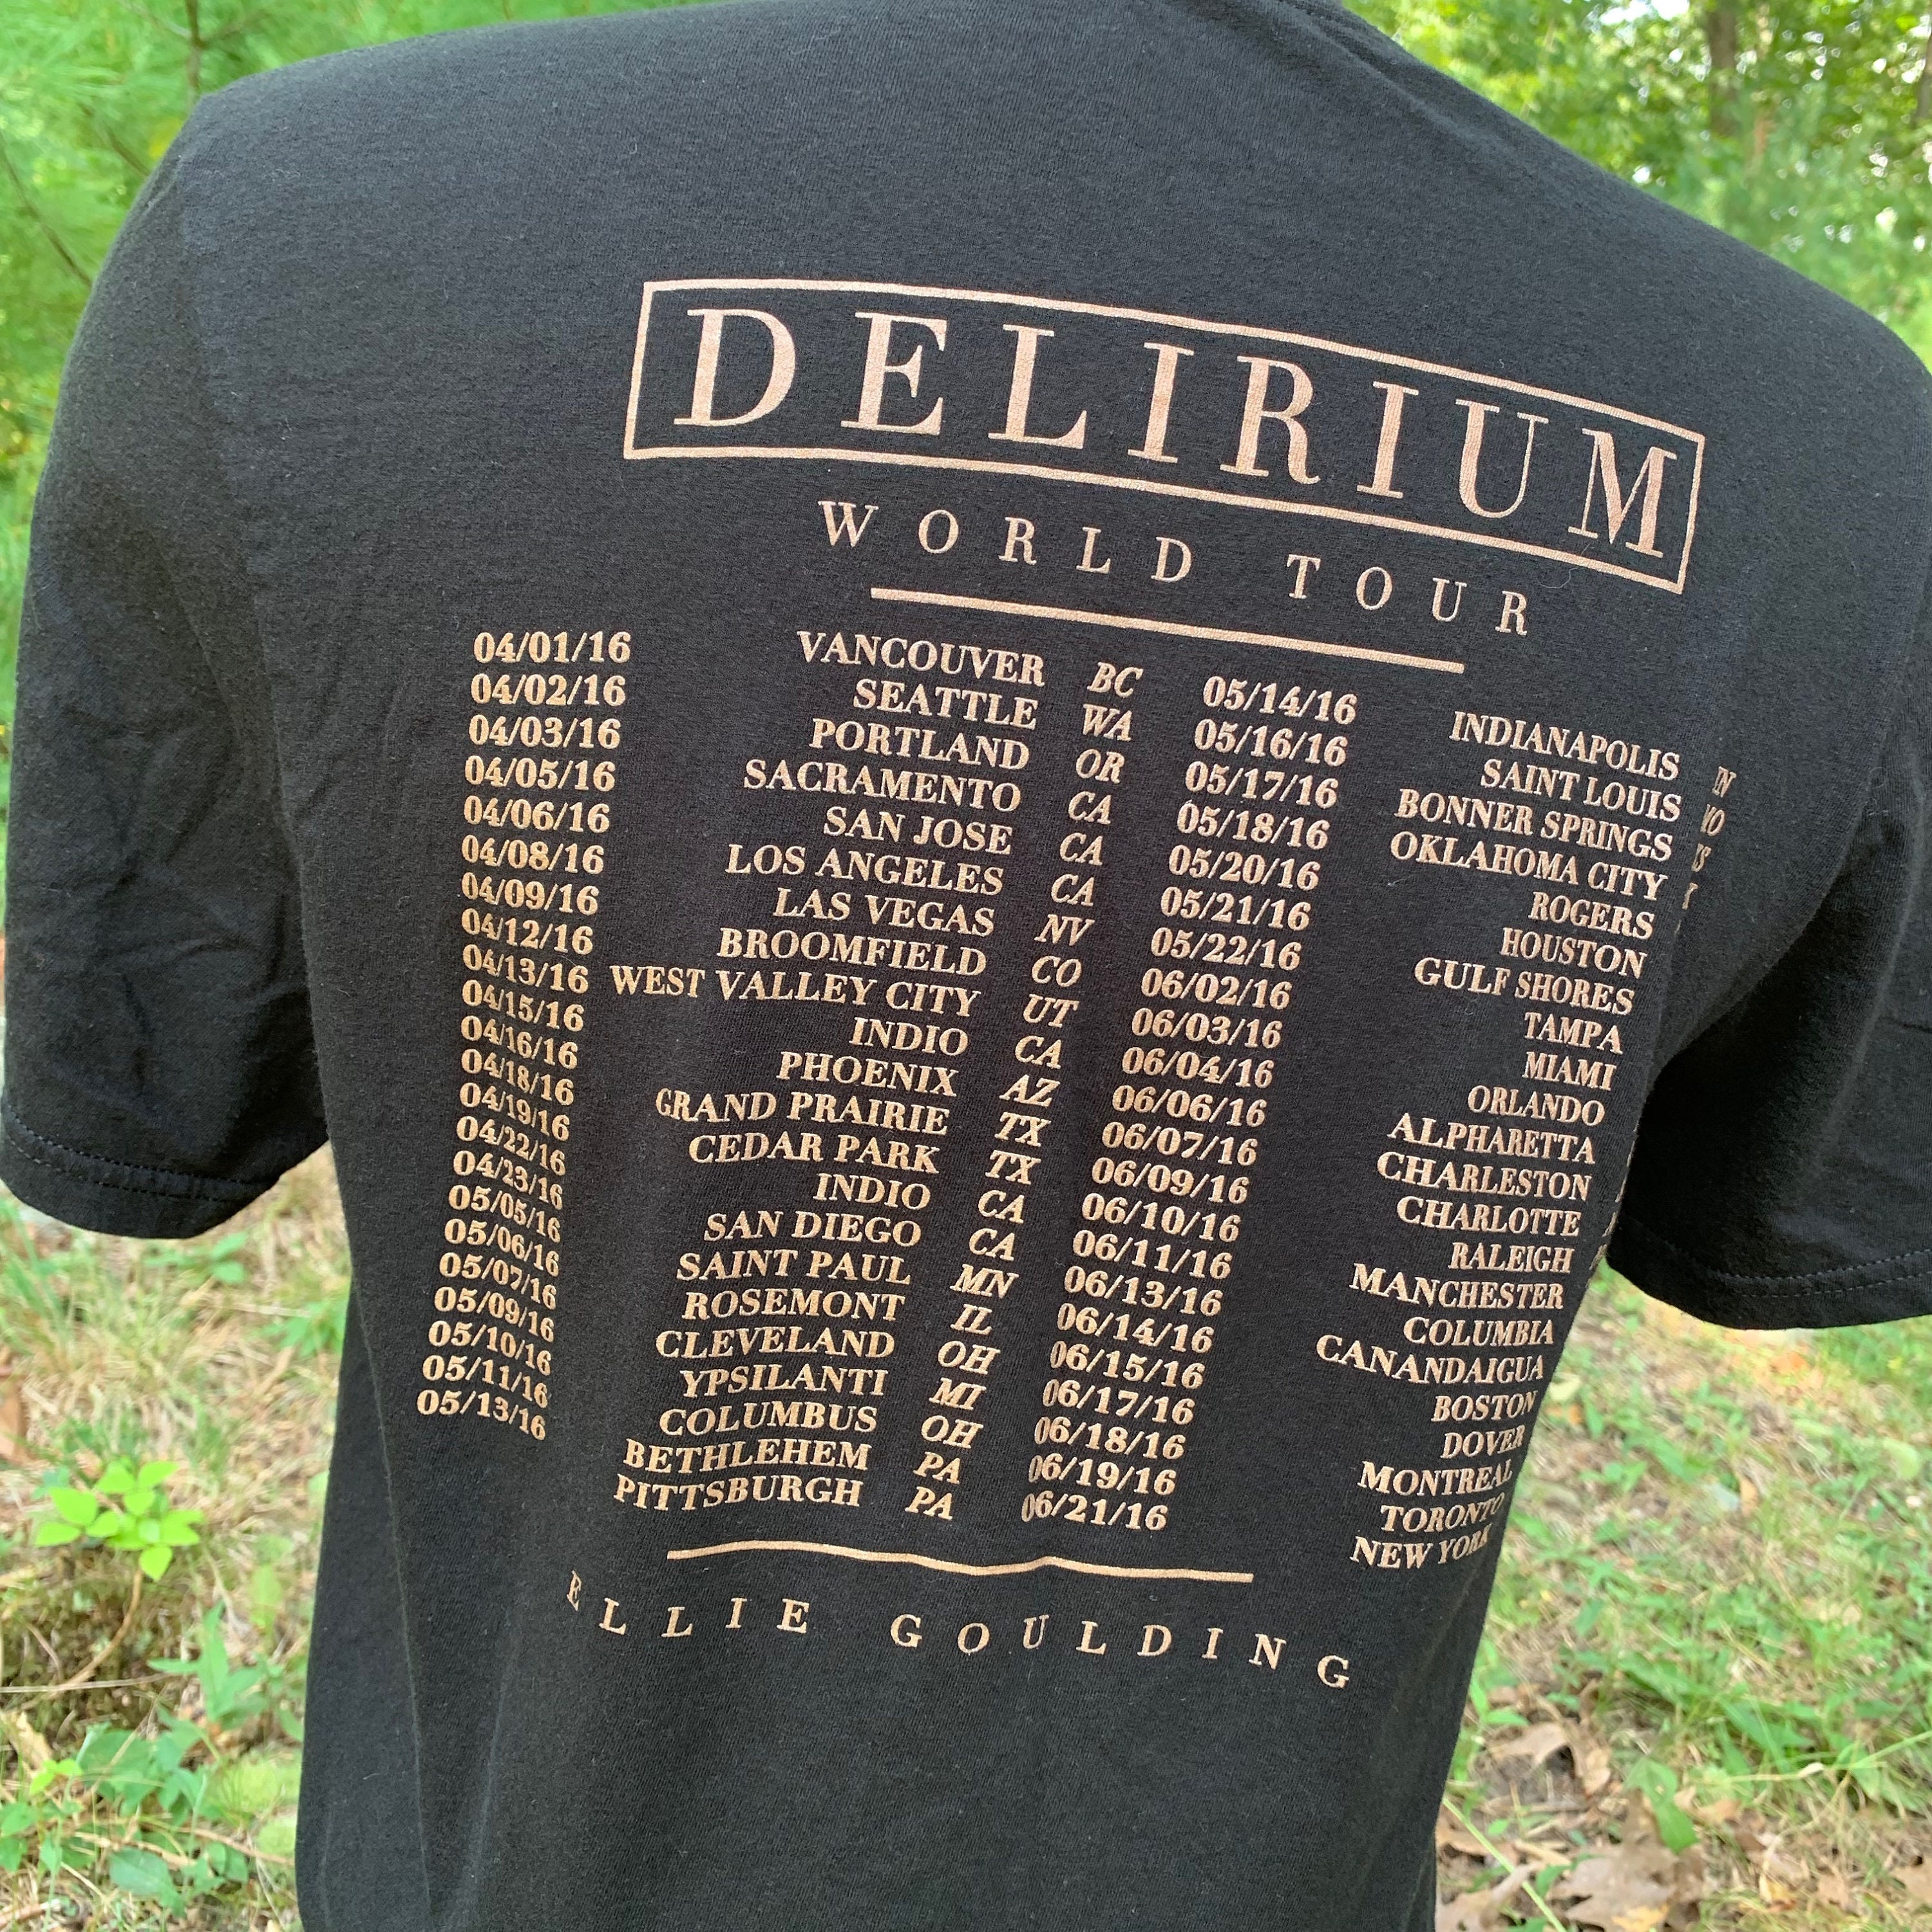 DELIRIUM
WORLD TOUR
04/01/16 VANCOUVER BC 05/14/16 INDIANAPOLIS IN
04/02/16 SEATTLE WA 05/16/16 SAINT LOUIS MO
04/03/16 PORTLAND OR 05/17/16 BONNER SPRINGS
04/05/16 SACRAMENTO CA 05/18/16 OKLAHOMA CITY
04/06/16 SAN JOSE CA 05/20/16 ROGERS
04/08/16 LOS ANGELES CA 05/21/16 HOUSTON
04/09/16 LAS VEGAS NV 05/22/16 GULF SHORES
04/12/16 BROOMFIELD CO 06/02/16 TAMPA
04/13/16 WEST VALLEY CITY UT 06/03/16 MIAMI
04/15/16 INDIO CA 06/04/16 ORLANDO
04/16/16 PHOENIX AZ 06/06/16 ALPHARETTA
04/18/16 GRAND PRAIRIE TX 06/07/16 CHARLESTON
04/19/16 CEDAR PARK TX 06/09/16 CHARLOTTE
04/22/16 INDIO CA 06/10/16 RALEIGH
04/23/16 SAN DIEGO CA 06/11/16 MANCHESTER
05/05/16 SAINT PAUL MN 06/13/16 COLUMBIA
05/06/16 ROSEMONT IL 06/14/16 CANANDAIGUA
05/07/16 CLEVELAND OH 06/15/16 BOSTON
05/09/16 YPSILANTI MI 06/17/16 DOVER
05/10/16 COLUMBUS OH 06/18/16 MONTREAL
05/11/16 BETHLEHEM PA 06/19/16 TORONTO
05/13/16 PITTSBURGH PA 06/21/16 NEW YORK
ELLIE GOULDING